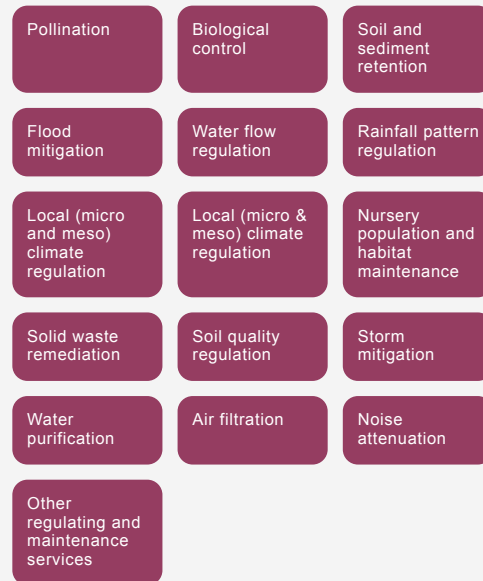 Pollination
Biological
control
Soil and
sediment
retention
Flood
mitigation
Water flow
regulation
Rainfall pattern
regulation
Local (micro
and meso)
climate
regulation
Local (micro &
meso) climate
regulation
Nursery
population and
habitat
maintenance
Solid waste
remediation
Soil quality
regulation
Storm
mitigation
Water
purification
Air filtration
Noise
attenuation
Other
regulating and
maintenance
services